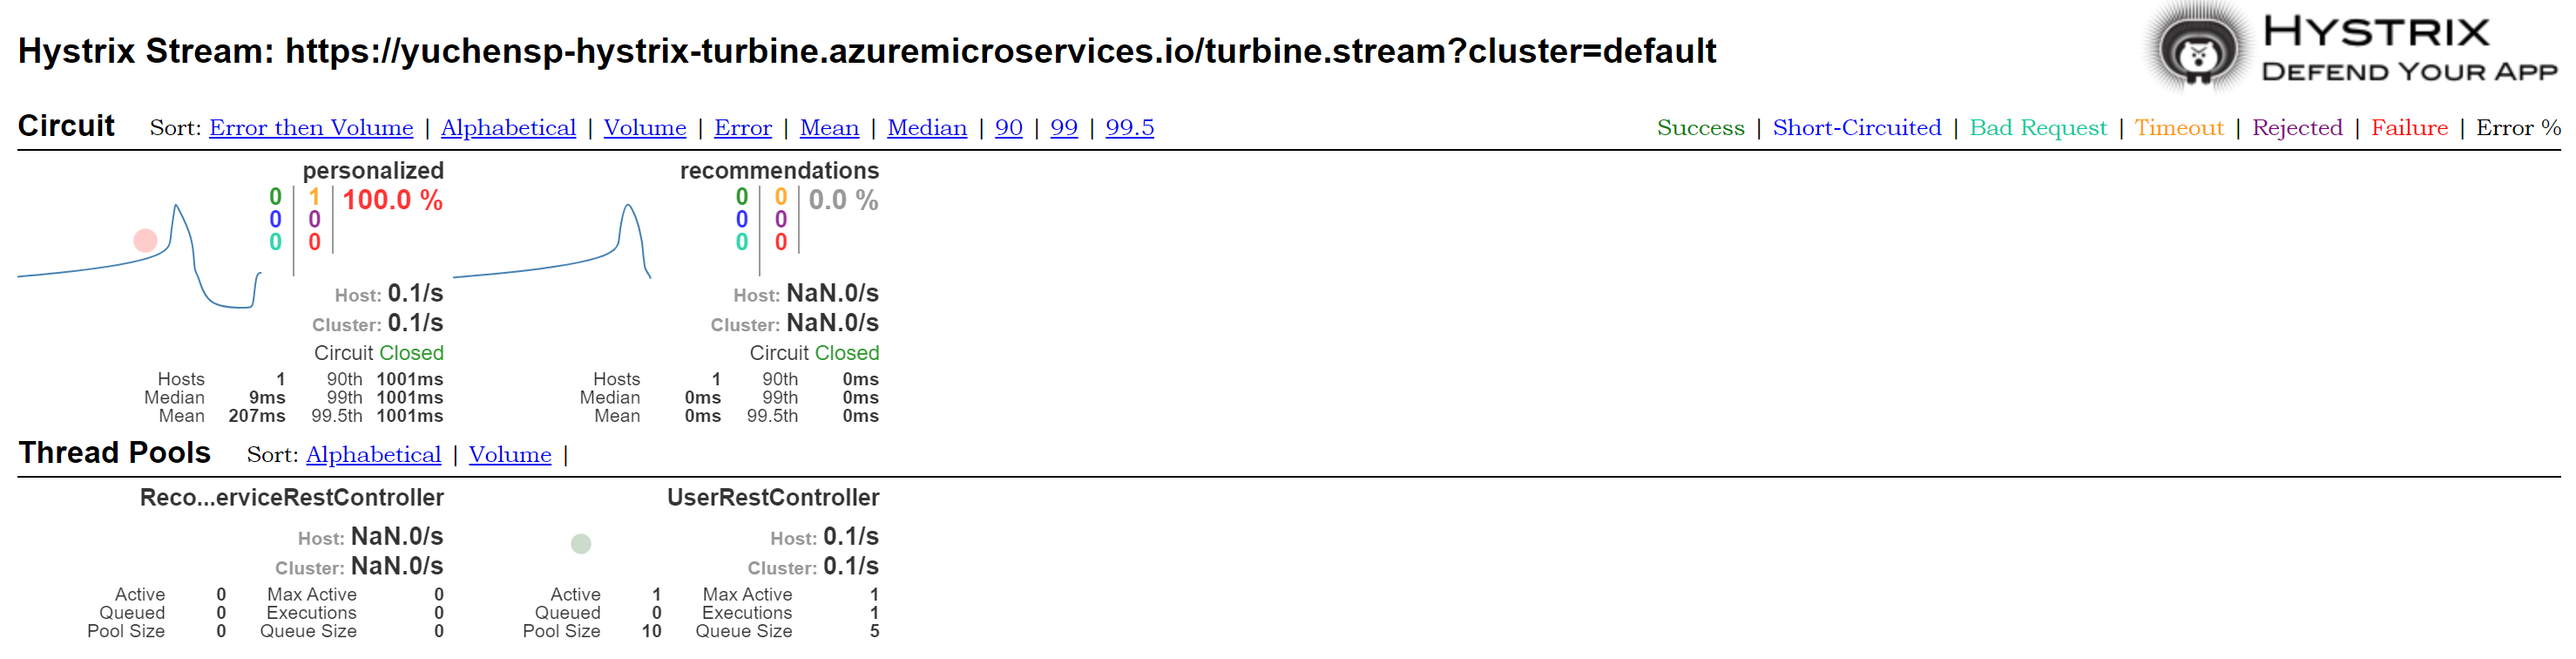 Hystrix Stream: https://yuchensp-hystrix-turbine.azuremicroservices.io/turbine.stream?cluster=default
HYSTRIX
DEFEND YOUR APP
Circuit Sort: Error then Volume | Alphabetical | Volume | Error | Mean | Median | 90 | 99 | 99.5
Success | Short-Circuited | Bad Request | Timeout | Rejected | Failure | Error %
personalized
0 1 100.0 %
0 0
0 0
Host: 0.1/s
Cluster: 0.1/s
Circuit Closed
Hosts 1 90th 1001ms
Median 9ms 99th 1001ms
Mean 207ms 99.5th 1001ms
recommendations
0 0 0.0 %
0 0
0 0
Host: NaN.0/s
Cluster: NaN.0/s
Circuit Closed
Hosts 1 90th 0ms
Median 0ms 99th 0ms
Mean 0ms 99.5th 0ms
Thread Pools Sort: Alphabetical | Volume |
Reco...erviceRestController
Host: NaN.0/s
Cluster: NaN.0/s
Active 0 Max Active 0
Queued 0 Executions 0
Pool Size 0 Queue Size 0
UserRestController
Host: 0.1/s
Cluster: 0.1/s
Active 1 Max Active 1
Queued 0 Executions 1
Pool Size 10 Queue Size 5